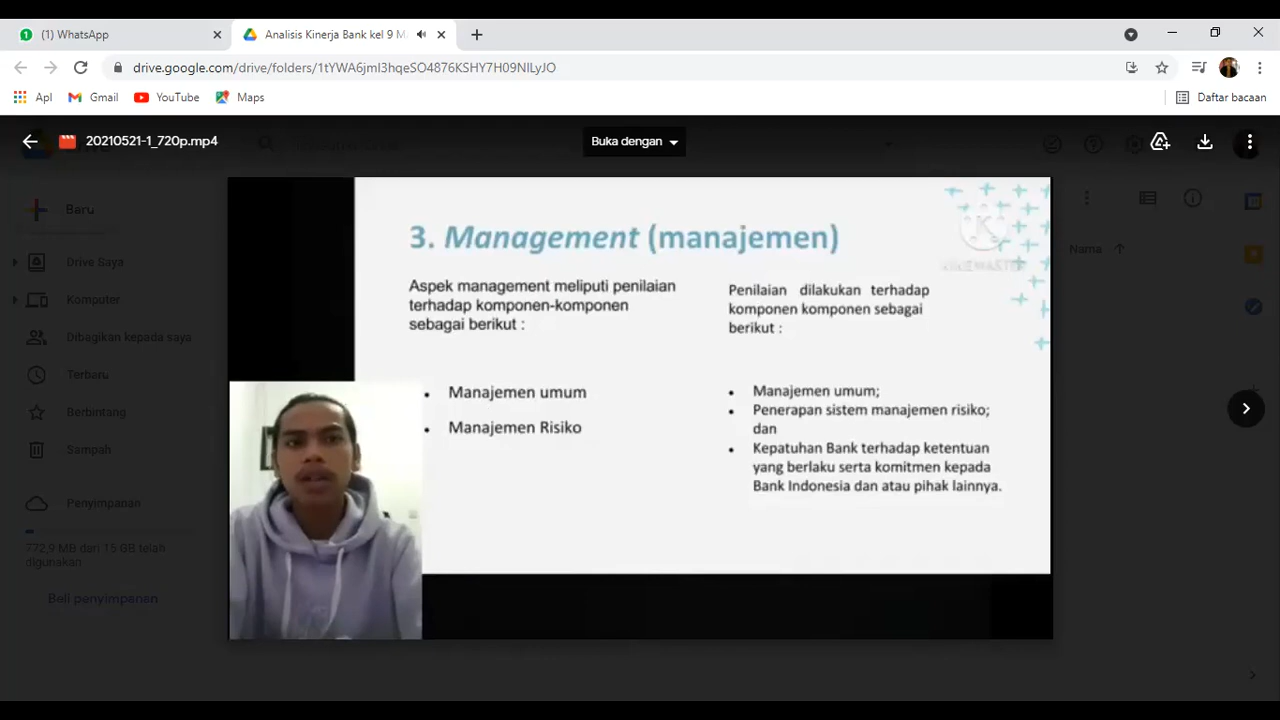 (1) WhatsApp
Analisis Kinerja Bank kel 9 M
drive.google.com/drive/folders/1tYWA6jmI3hqeSO4876KSHY7H09NILyJO
Apl
Gmail
YouTube
Maps
Daftar bacaan
20210521-1_720p.mp4
Buka dengan
Baru
Drive Saya
Komputer
Dibagikan kepada saya
Terbaru
Berbintang
Sampah
Penyimpanan
772,9 MB dari 15 GB telah
digunakan
Beli penyimpanan
Nama
3. Management (manajemen)
KINEMASTER
Aspek management meliputi penilaian
terhadap komponen-komponen
sebagai berikut :
• Manajemen umum
• Manajemen Risiko
Penilaian dilakukan terhadap
komponen komponen sebagai
berikut :
• Manajemen umum;
• Penerapan sistem manajemen risiko;
dan
• Kepatuhan Bank terhadap ketentuan
yang berlaku serta komitmen kepada
Bank Indonesia dan atau pihak lainnya.